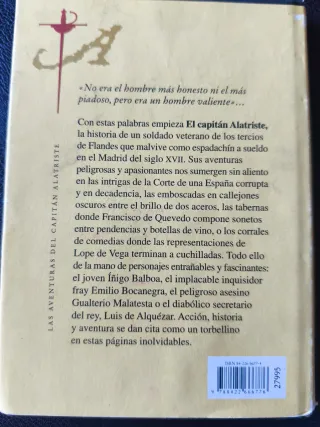 A
«No era el hombre más honesto ni el más
piadoso, pero era un hombre valiente»...
Con estas palabras empieza El capitán Alatriste,
la historia de un soldado veterano de los tercios
de Flandes que malvive como espadachín a sueldo
en el Madrid del siglo XVII. Sus aventuras
peligrosas y apasionantes nos sumergen sin aliento en
en las intrigas de la Corte de una España corrupta
y en decadencia, las emboscadas en callejones
oscuros entre el brillo de dos aceros, las tabernas
donde Francisco de Quevedo compone sonetos
entre pendencias y botellas de vino, o los corrales
de comedias donde las representaciones de
Lope de Vega terminan a cuchilladas. Todo ello
de la mano de personajes entrañables y fascinantes:
el joven Íñigo Balboa, el implacable inquisidor
fray Emilio Bocanegra, el peligroso asesino
Gualterio Malatesta o el diabólico secretario
del rey, Luis de Alquézar. Acción, historia
y aventura se dan cita como un torbellino
en estas páginas inolvidables.
LAS AVENTURAS DEL CAPITÁN ALATRISTE
27995